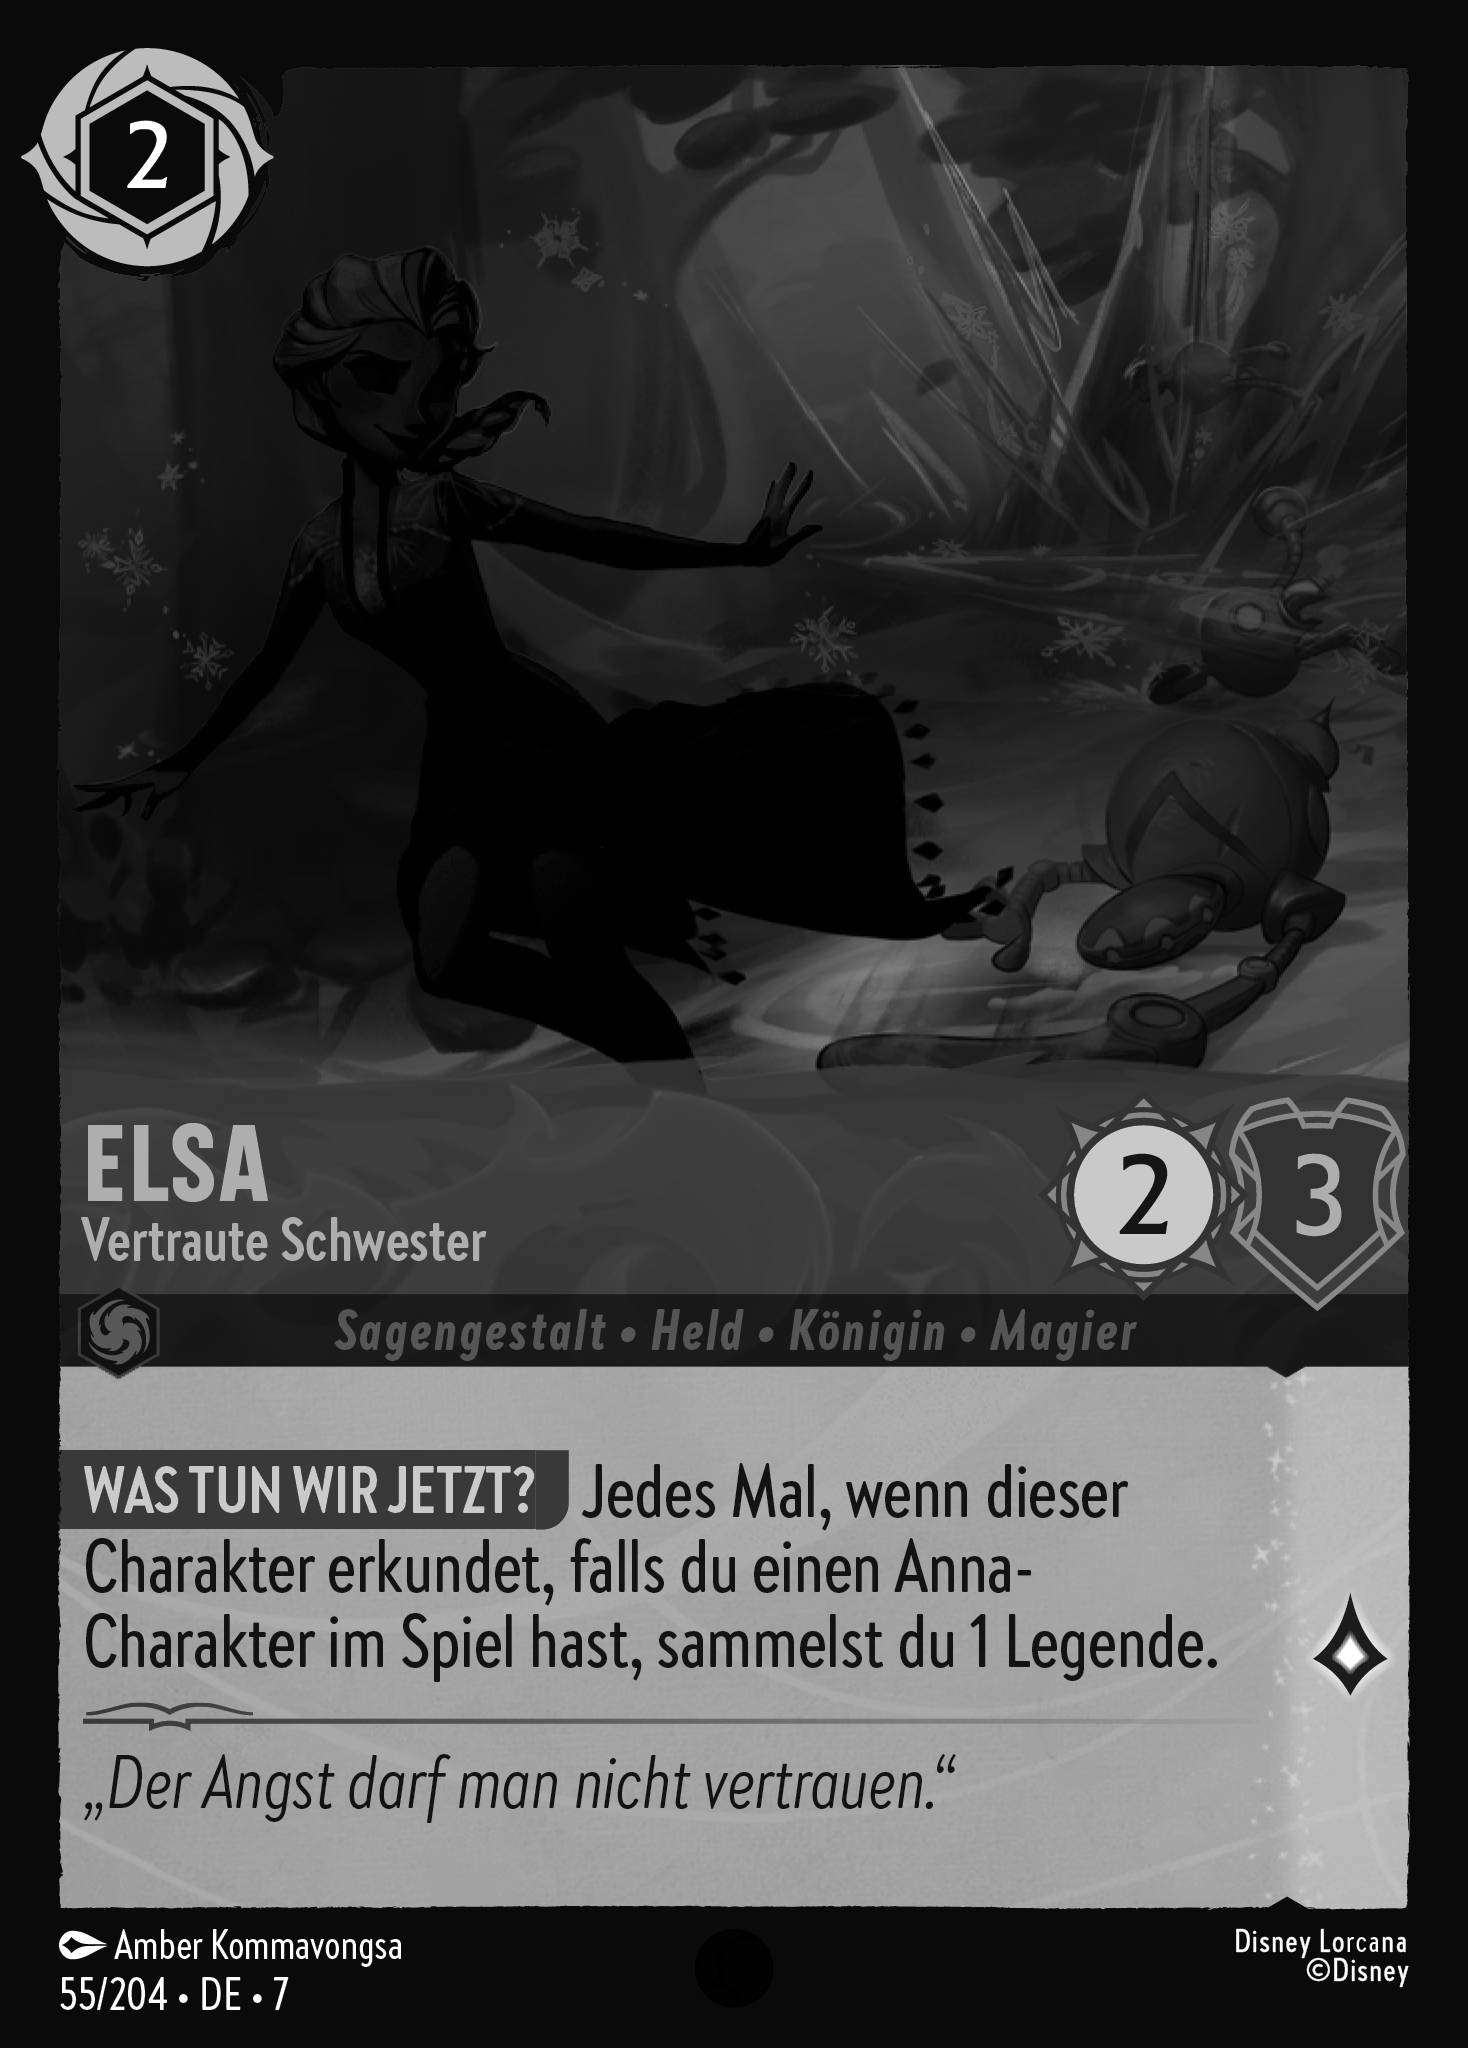 2
ELSA
Vertraute Schwester
2
3
Sagengestalt • Held • Königin • Magier
WAS TUN WIR JETZT? Jedes Mal, wenn dieser
Charakter erkundet, falls du einen Anna-
Charakter im Spiel hast, sammelst du 1 Legende.
„Der Angst darf man nicht vertrauen.“
Amber Kommavongsa
55/204 • DE • 7
Disney Lorcana
©Disney